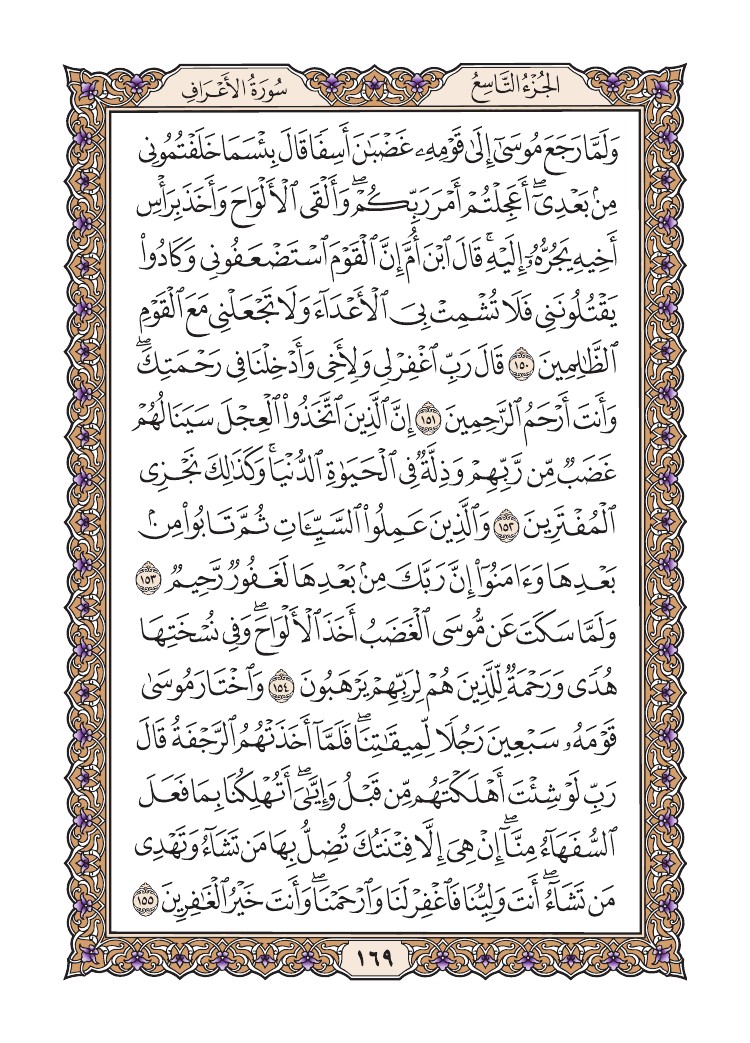 الجُزْءُ التَّاسِعُ
سُورَةُ الأَعْرَافِ
وَلَمَّا رَجَعَ مُوسَىٰٓ إِلَىٰ قَوْمِهِۦ غَضْبَٰنَ أَسِفًا قَالَ بِئْسَمَا خَلَفْتُمُونِى
مِنۢ بَعْدِىٓۖ أَعَجِلْتُمْ أَمْرَ رَبِّكُمْۖ وَأَلْقَى ٱلْأَلْوَاحَ وَأَخَذَ بِرَأْسِ
أَخِيهِ يَجُرُّهُۥٓ إِلَيْهِۚ قَالَ ٱبْنَ أُمَّ إِنَّ ٱلْقَوْمَ ٱسْتَضْعَفُونِى وَكَادُوا۟
يَقْتُلُونَنِى فَلَا تُشْمِتْ بِىَ ٱلْأَعْدَآءَ وَلَا تَجْعَلْنِى مَعَ ٱلْقَوْمِ
ٱلظَّٰلِمِينَ ١٥٠ قَالَ رَبِّ ٱغْفِرْ لِى وَلِأَخِى وَأَدْخِلْنَا فِى رَحْمَتِكَۖ
وَأَنتَ أَرْحَمُ ٱلرَّٰحِمِينَ ١٥١ إِنَّ ٱلَّذِينَ ٱتَّخَذُوا۟ ٱلْعِجْلَ سَيَنَالُهُمْ
غَضَبٌ مِّن رَّبِّهِمْ وَذِلَّةٌ فِى ٱلْحَيَوٰةِ ٱلدُّنْيَاۚ وَكَذَٰلِكَ نَجْزِى
ٱلْمُفْتَرِينَ ١٥٢ وَٱلَّذِينَ عَمِلُوا۟ ٱلسَّيِّـَٔاتِ ثُمَّ تَابُوا۟ مِنۢ
بَعْدِهَا وَءَامَنُوٓا۟ إِنَّ رَبَّكَ مِنۢ بَعْدِهَا لَغَفُورٌ رَّحِيمٌ ١٥٣
وَلَمَّا سَكَتَ عَن مُّوسَى ٱلْغَضَبُ أَخَذَ ٱلْأَلْوَاحَۖ وَفِى نُسْخَتِهَا
هُدًى وَرَحْمَةٌ لِّلَّذِينَ هُمْ لِرَبِّهِمْ يَرْهَبُونَ ١٥٤ وَٱخْتَارَ مُوسَىٰ
قَوْمَهُۥ سَبْعِينَ رَجُلًا لِّمِيقَٰتِنَاۖ فَلَمَّآ أَخَذَتْهُمُ ٱلرَّجْفَةُ قَالَ
رَبِّ لَوْ شِئْتَ أَهْلَكْتَهُم مِّن قَبْلُ وَإِيَّٰىَۖ أَتُهْلِكُنَا بِمَا فَعَلَ
ٱلسُّفَهَآءُ مِنَّآۖ إِنْ هِىَ إِلَّا فِتْنَتُكَ تُضِلُّ بِهَا مَن تَشَآءُ وَتَهْدِى
مَن تَشَآءُۖ أَنتَ وَلِيُّنَا فَٱغْفِرْ لَنَا وَٱرْحَمْنَاۖ وَأَنتَ خَيْرُ ٱلْغَٰفِرِينَ ١٥٥
١٦٩